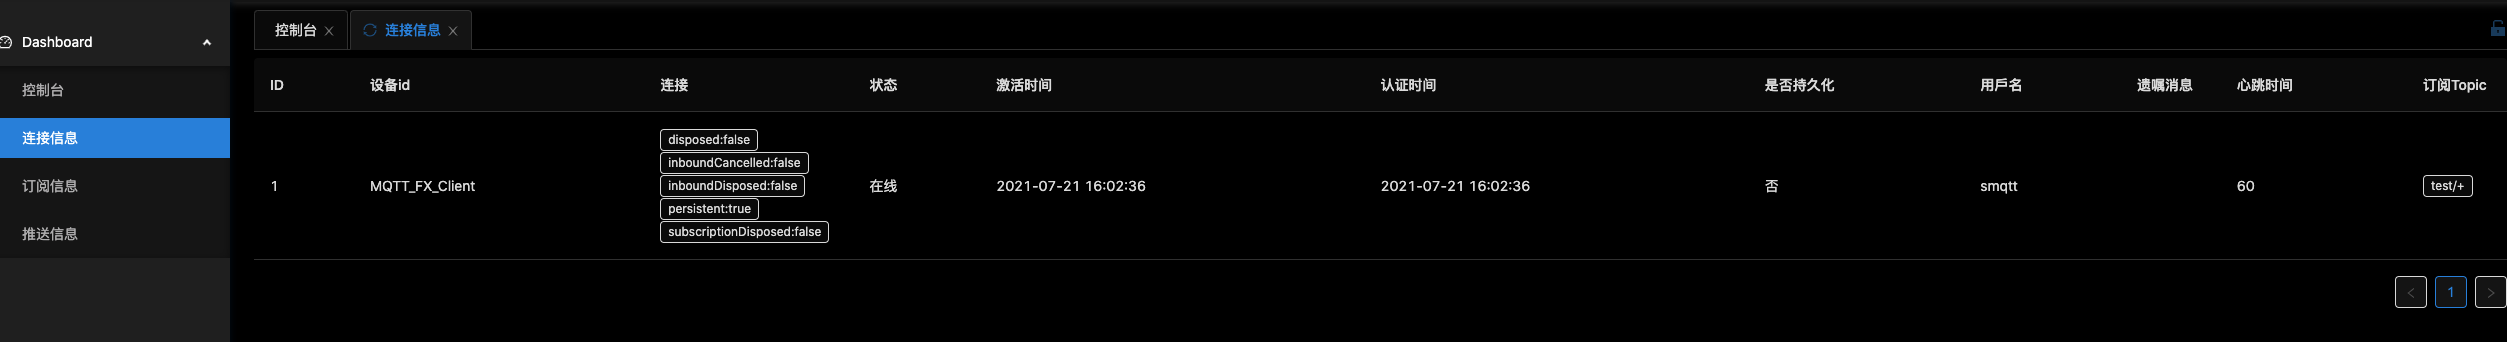 Dashboard
控制台
连接信息
订阅信息
推送信息
控制台 连接信息
ID 设备id 连接 状态 激活时间 认证时间 是否持久化 用戶名 遗嘱消息 心跳时间 订阅Topic
1 MQTT_FX_Client
disposed:false
inboundCancelled:false
inboundDisposed:false
persistent:true
subscriptionDisposed:false
在线 2021-07-21 16:02:36 2021-07-21 16:02:36 否 smqtt 60 test/+
< 1 >